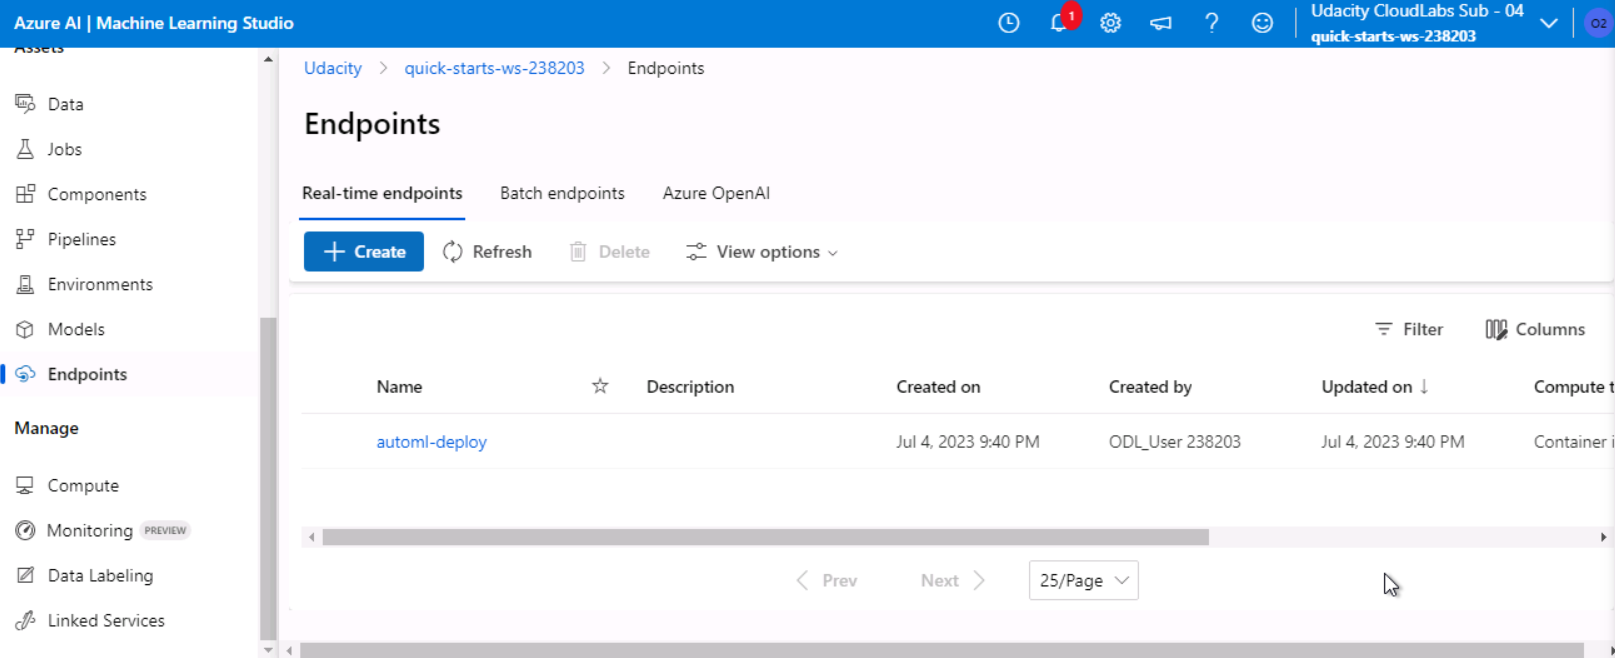 Azure AI | Machine Learning Studio
1
Udacity CloudLabs Sub - 04
quick-starts-ws-238203
O2
Assets
Data
Jobs
Components
Pipelines
Environments
Models
Endpoints
Manage
Compute
Monitoring PREVIEW
Data Labeling
Linked Services
Udacity > quick-starts-ws-238203 > Endpoints
Endpoints
Real-time endpoints Batch endpoints Azure OpenAI
+ Create Refresh Delete View options
Filter Columns
Name Description Created on Created by Updated on ↓ Compute t
automl-deploy Jul 4, 2023 9:40 PM ODL_User 238203 Jul 4, 2023 9:40 PM Container i
< Prev Next > 25/Page